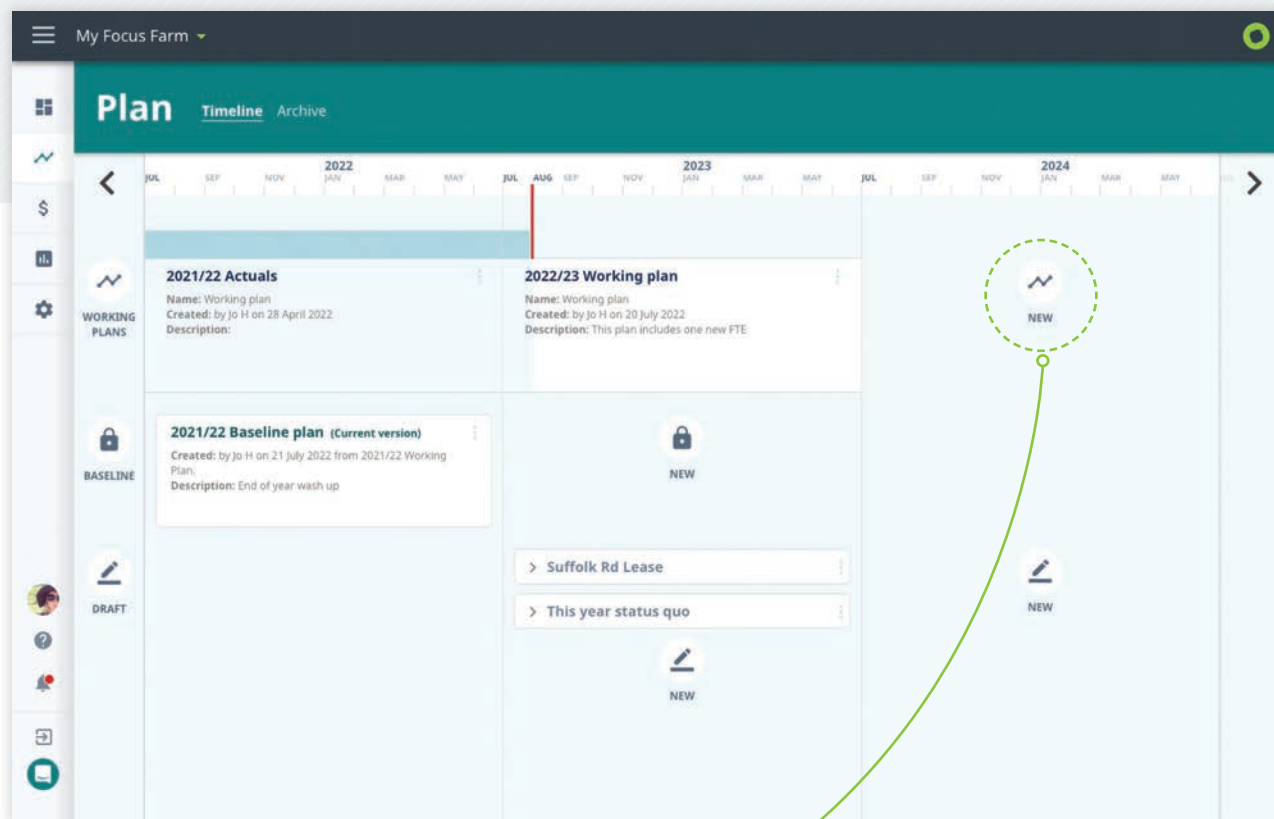 My Focus Farm
Plan Timeline Archive
2022 2023 2024
JUL SEP NOV JAN MAR MAY JUL AUG SEP NOV JAN MAR MAY JUL SEP NOV JAN MAR MAY
WORKING
PLANS
2021/22 Actuals
Name: Working plan
Created: by Jo H on 28 April 2022
Description:
2022/23 Working plan
Name: Working plan
Created: by Jo H on 20 July 2022
Description: This plan includes one new FTE
NEW
BASELINE
2021/22 Baseline plan (Current version)
Created: by Jo H on 21 July 2022 from 2021/22 Working
Plan.
Description: End of year wash up
NEW
DRAFT
Suffolk Rd Lease
This year status quo
NEW
NEW